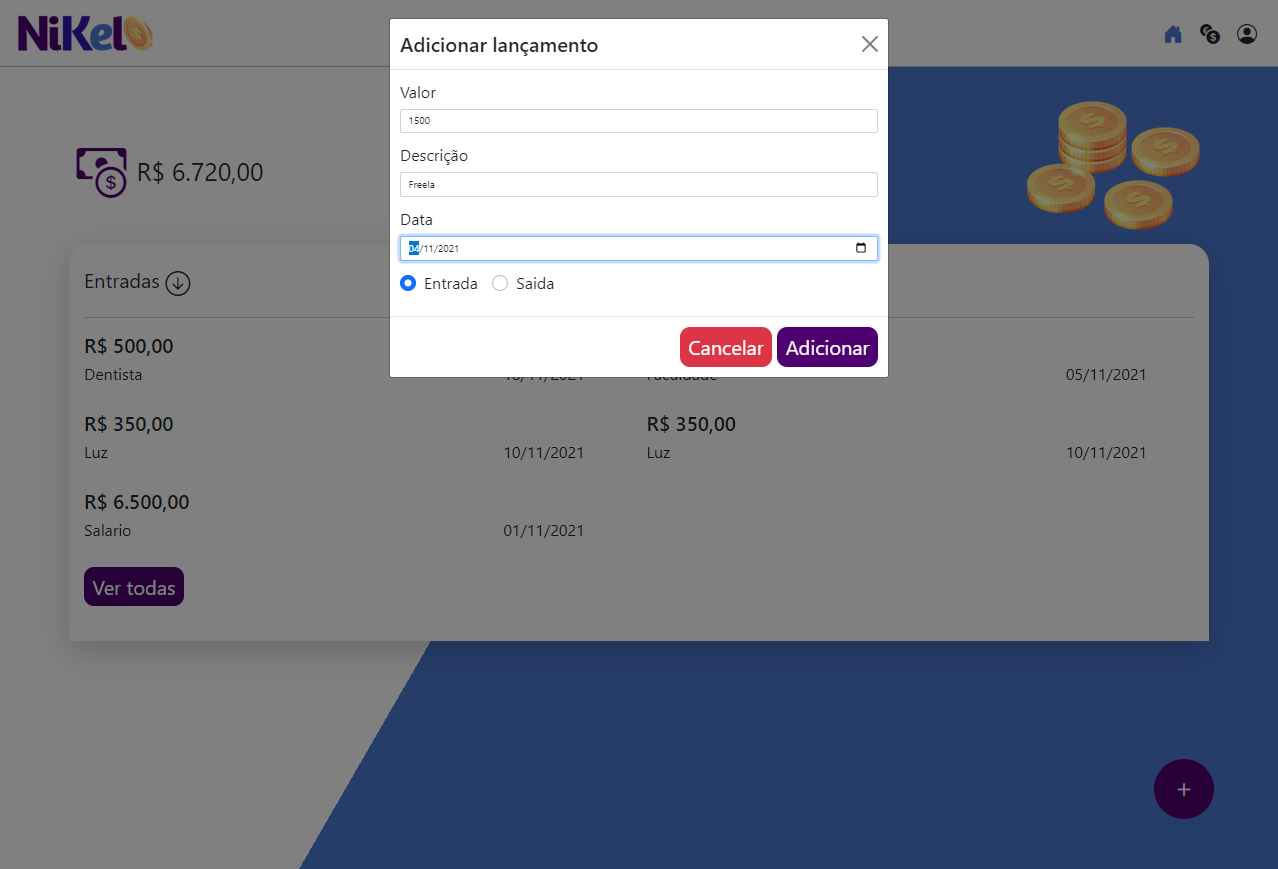 NiKel
Adicionar lançamento
Valor
1500
Descrição
Freela
Data
04/11/2021
Entrada Saida
Cancelar Adicionar
R$ 6.720,00
Entradas
R$ 500,00
Dentista
Faculdade 05/11/2021
R$ 350,00
Luz 10/11/2021
R$ 350,00
Luz 10/11/2021
R$ 6.500,00
Salario 01/11/2021
Ver todas
+